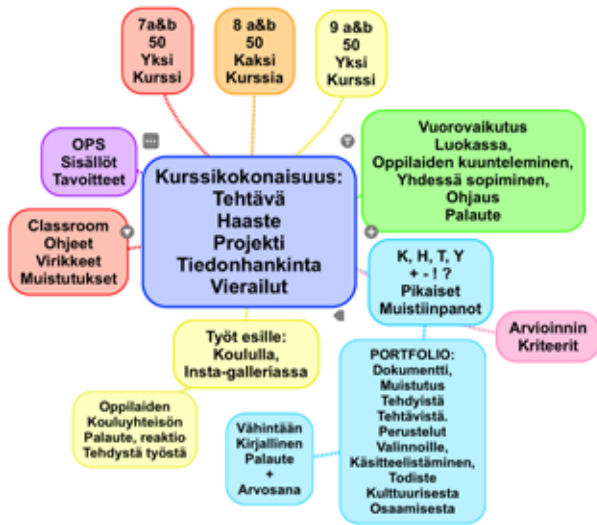 7a&b
50
Yksi
Kurssi
8 a&b
50
Kaksi
Kurssia
9 a&b
50
Yksi
Kurssi
OPS
Sisällöt
Tavoitteet
Vuorovaikutus
Luokassa,
Oppilaiden kuunteleminen,
Yhdessä sopiminen,
Ohjaus
Palaute
Kurssikokonaisuus:
Tehtävä
Haaste
Projekti
Tiedonhankinta
Vierailut
Classroom
Ohjeet
Virikkeet
Muistutukset
K, H, T, Y
+ - ! ?
Pikaiset
Muistiinpanot
Arvioinnin
Kriteerit
Työt esille:
Koululla,
Insta-galleriassa
PORTFOLIO:
Dokumentti,
Muistutus
Tehdyistä
Tehtävistä.
Perustelut
Valinnoille,
Käsitteelistäminen,
Todiste
Kulttuurisesta
Osaamisesta
Oppilaiden
Kouluyhteisön
Palaute, reaktio
Tehdystä työstä
Vähintään
Kirjallinen
Palaute
+
Arvosana